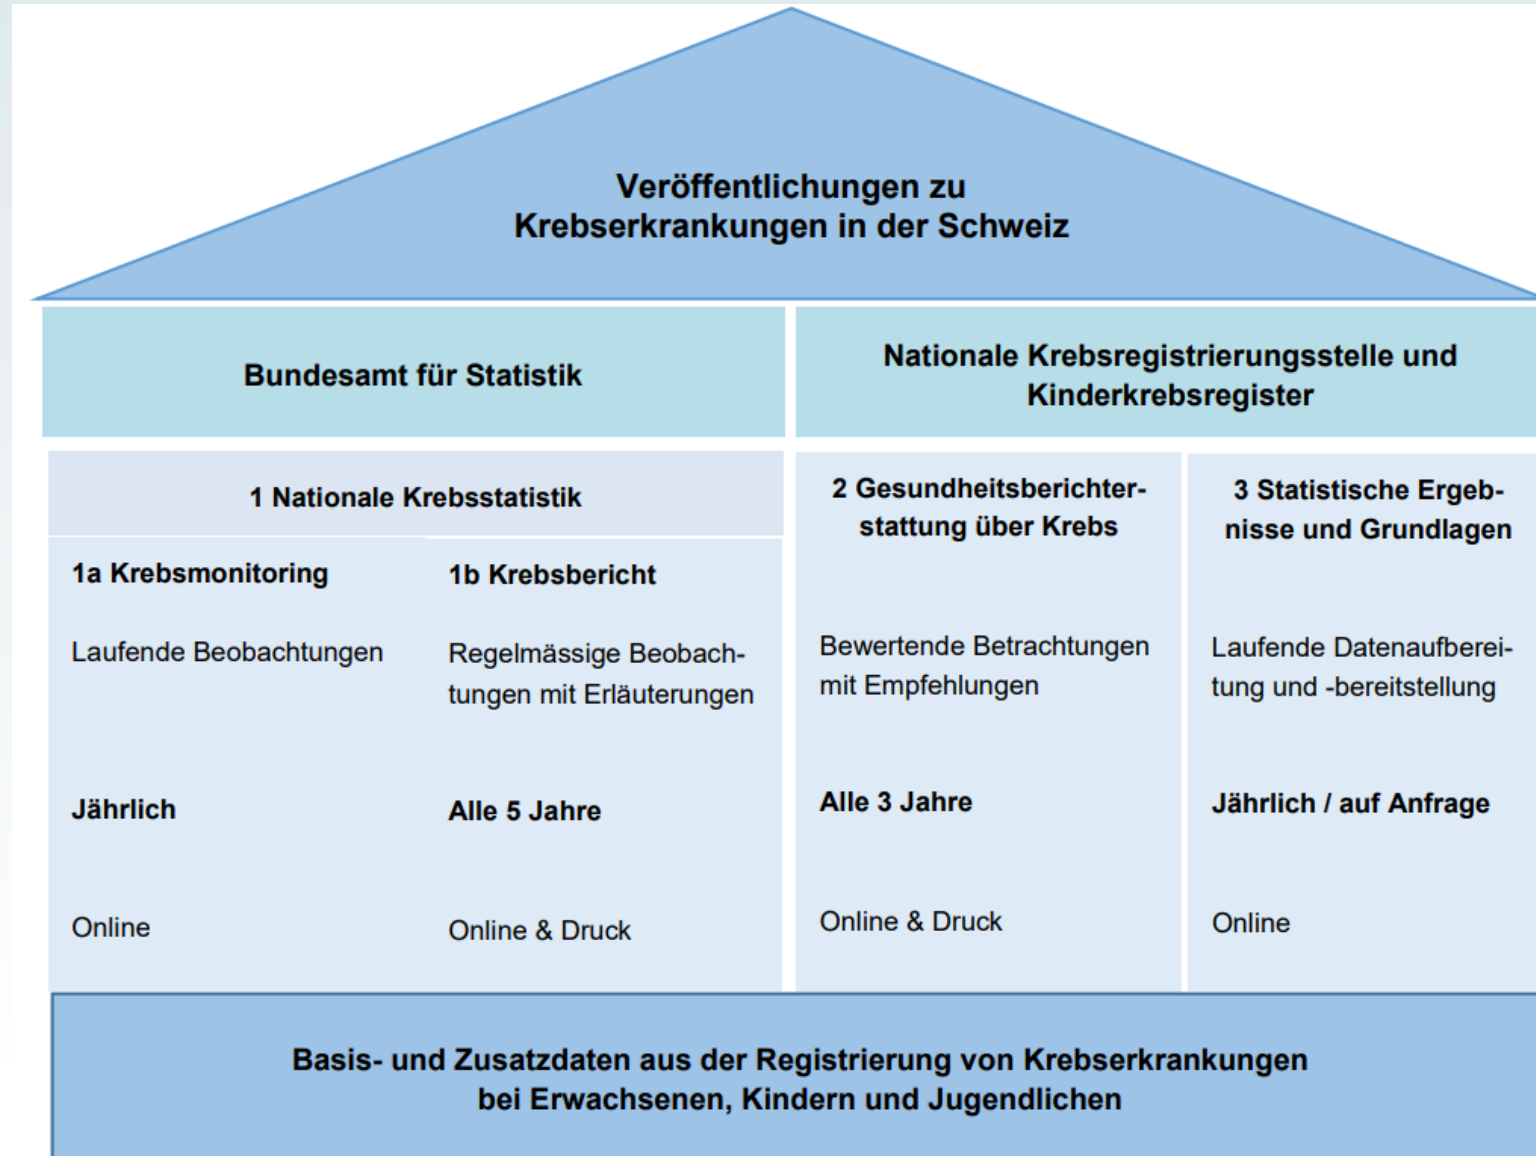 Veröffentlichungen zu
Krebserkrankungen in der Schweiz
Bundesamt für Statistik
Nationale Krebsregistrierungsstelle und
Kinderkrebsregister
1 Nationale Krebsstatistik
1a Krebsmonitoring
Laufende Beobachtungen
Jährlich
Online
1b Krebsbericht
Regelmässige Beobach-
tungen mit Erläuterungen
Alle 5 Jahre
Online & Druck
2 Gesundheitsberichter-
stattung über Krebs
Bewertende Betrachtungen
mit Empfehlungen
Alle 3 Jahre
Online & Druck
3 Statistische Ergeb-
nisse und Grundlagen
Laufende Datenaufberei-
tung und -bereitstellung
Jährlich / auf Anfrage
Online
Basis- und Zusatzdaten aus der Registrierung von Krebserkrankungen
bei Erwachsenen, Kindern und Jugendlichen